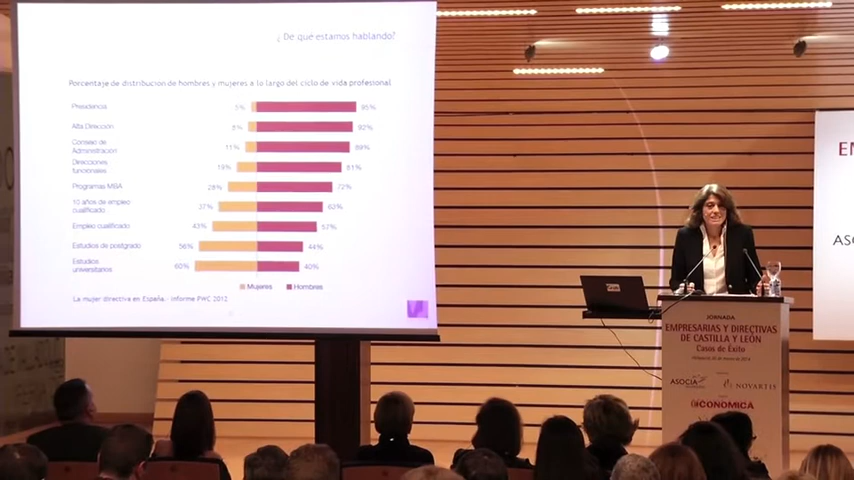 ¿De qué estamos hablando?
Porcentaje de distribución de hombres y mujeres a lo largo del ciclo de vida profesional
Presidencia 5% 95%
Alta Dirección 8% 92%
Consejo de
Administración 11% 89%
Direcciones
funcionales 19% 81%
Programas MBA 28% 72%
10 años de empleo
cualificado 37% 63%
Empleo cualificado 43% 57%
Estudios de postgrado 56% 44%
Estudios
universitarios 60% 40%
Mujeres Hombres
La mujer directiva en España. Informe PWC 2012
EM
ASO
JORNADA
EMPRESARIAS Y DIRECTIVAS
DE CASTILLA Y LEÓN
Casos de Éxito
ASOCIA
NOVARTIS
ECONOMICA